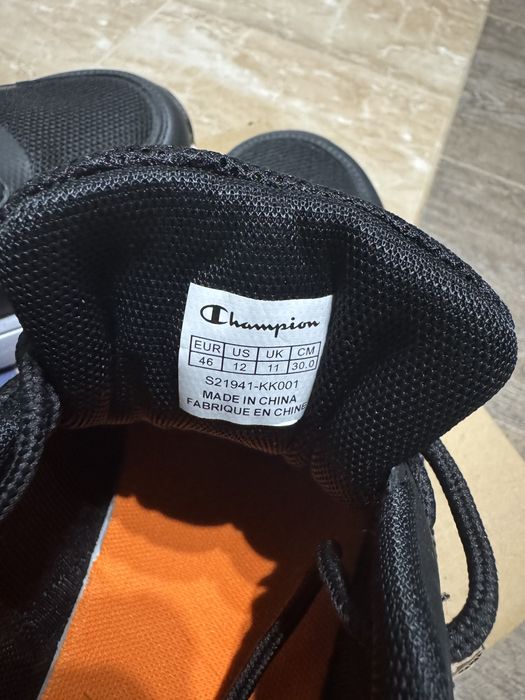 Champion
EUR US UK CM
46 12 11 30.0
S21941-KK001
MADE IN CHINA
FABRIQUE EN CHINE